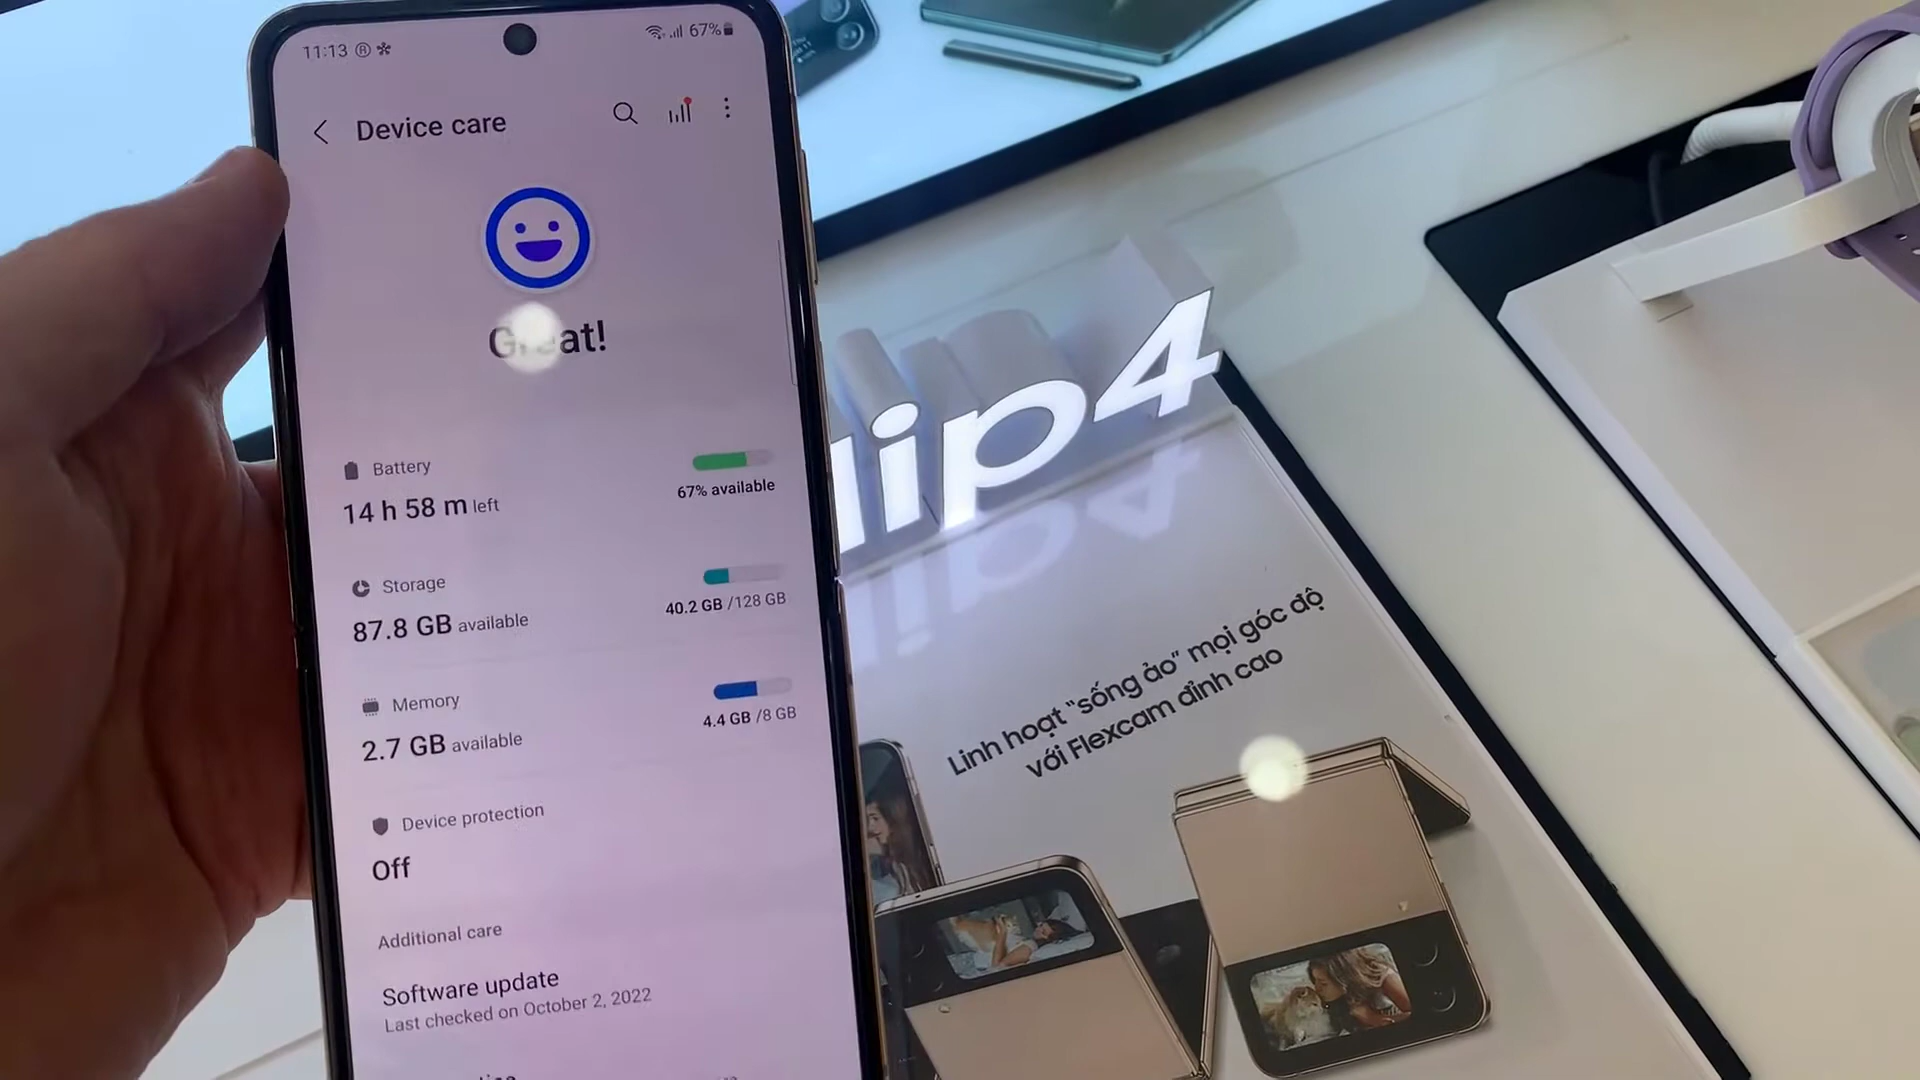 11:13
67%
Device care
Great!
Battery
14 h 58 m left
67% available
Storage
87.8 GB available
40.2 GB /128 GB
Memory
2.7 GB available
4.4 GB /8 GB
Device protection
Off
Additional care
Software update
Last checked on October 2, 2022
lip4
Linh hoạt “sống ảo” mọi góc độ
với Flexcam đỉnh cao